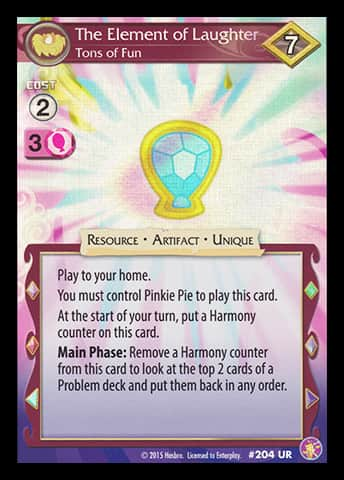 The Element of Laughter
Tons of Fun
7
COST
2
3
RESOURCE • ARTIFACT • UNIQUE
Play to your home.
You must control Pinkie Pie to play this card.
At the start of your turn, put a Harmony
counter on this card.
Main Phase: Remove a Harmony counter
from this card to look at the top 2 cards of a
Problem deck and put them back in any order.
© 2015 Hasbro. Licensed to Enterplay. #204 UR